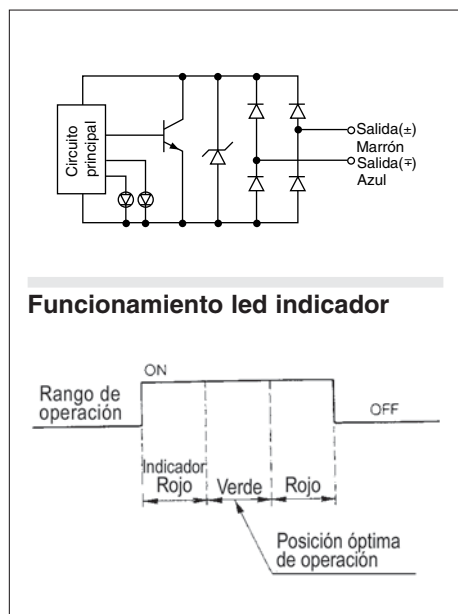 Circuito
principal
Salida(±)
Marrón
Salida(∓)
Azul
Funcionamiento led indicador
ON
Rango de
operación
OFF
Indicador
Rojo
Verde
Rojo
Posición óptima
de operación